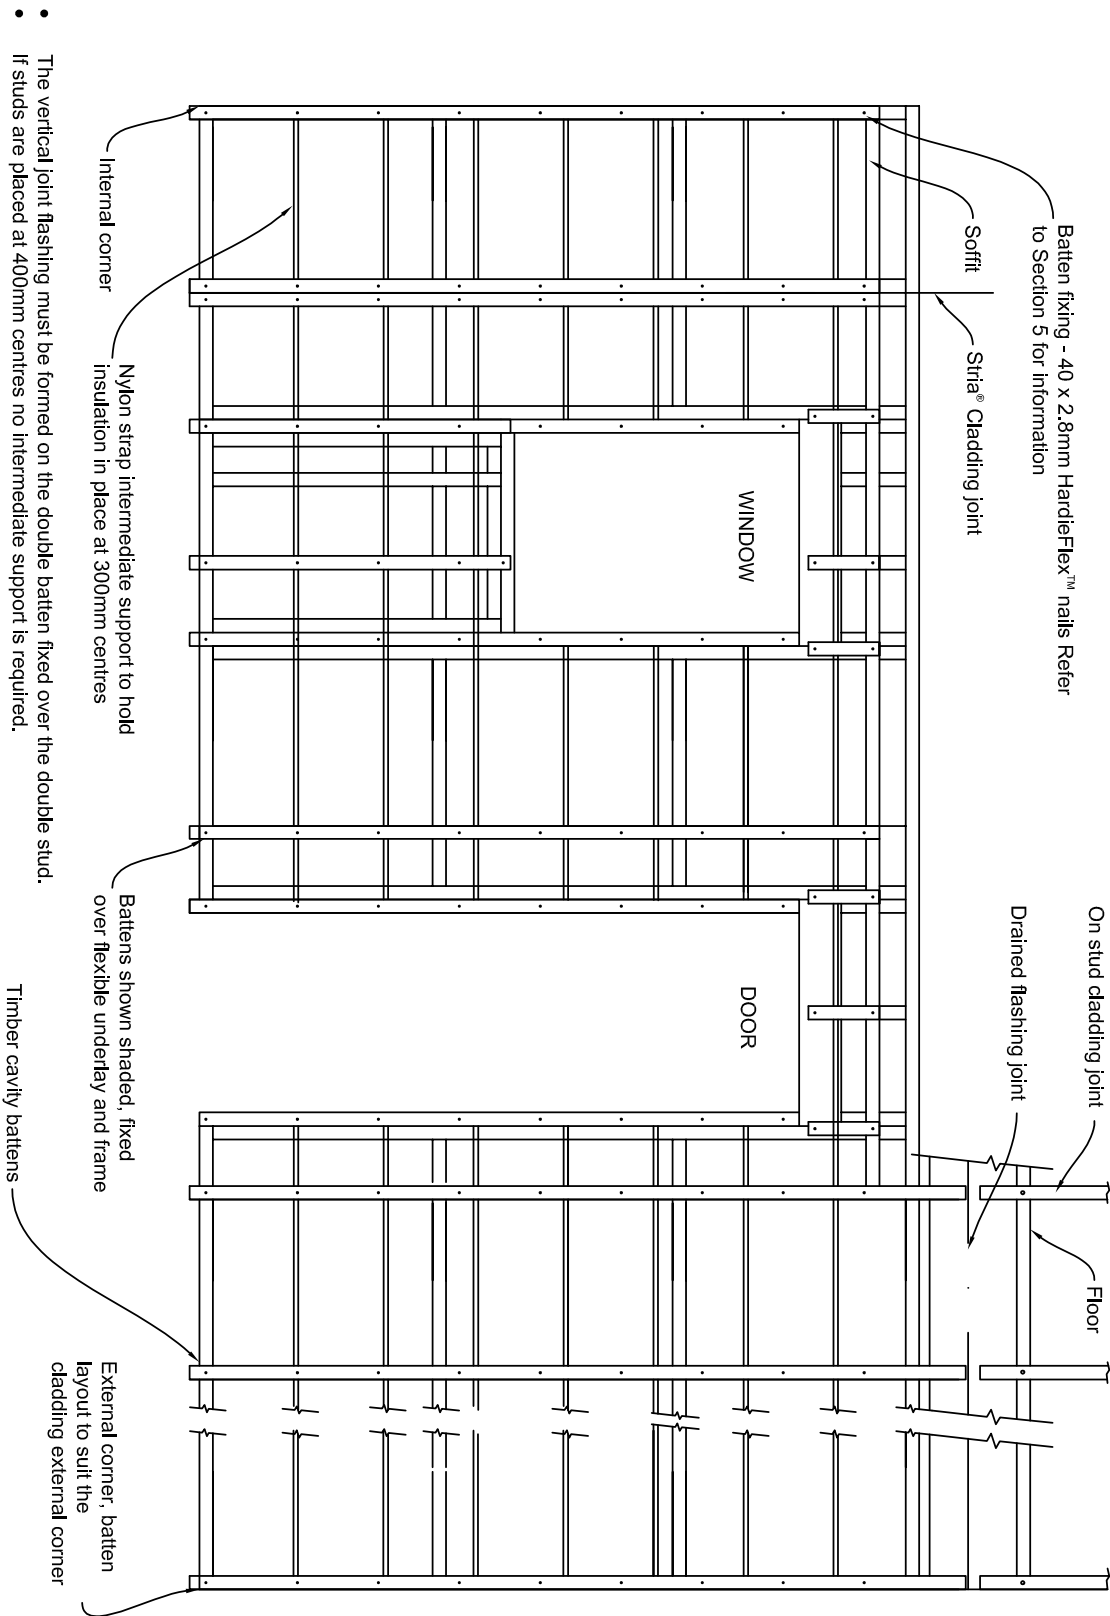 On stud cladding joint
Batten fixing - 40 x 2.8mm HardieFlex™ nails Refer
to Section 5 for information
Drained flashing joint
Floor
Soffit
Stria® Cladding joint
WINDOW
DOOR
Internal corner
Nylon strap intermediate support to hold
insulation in place at 300mm centres
Battens shown shaded, fixed
over flexible underlay and frame
Timber cavity battens
External corner, batten
layout to suit the
cladding external corner
• The vertical joint flashing must be formed on the double batten fixed over the double stud.
• If studs are placed at 400mm centres no intermediate support is required.